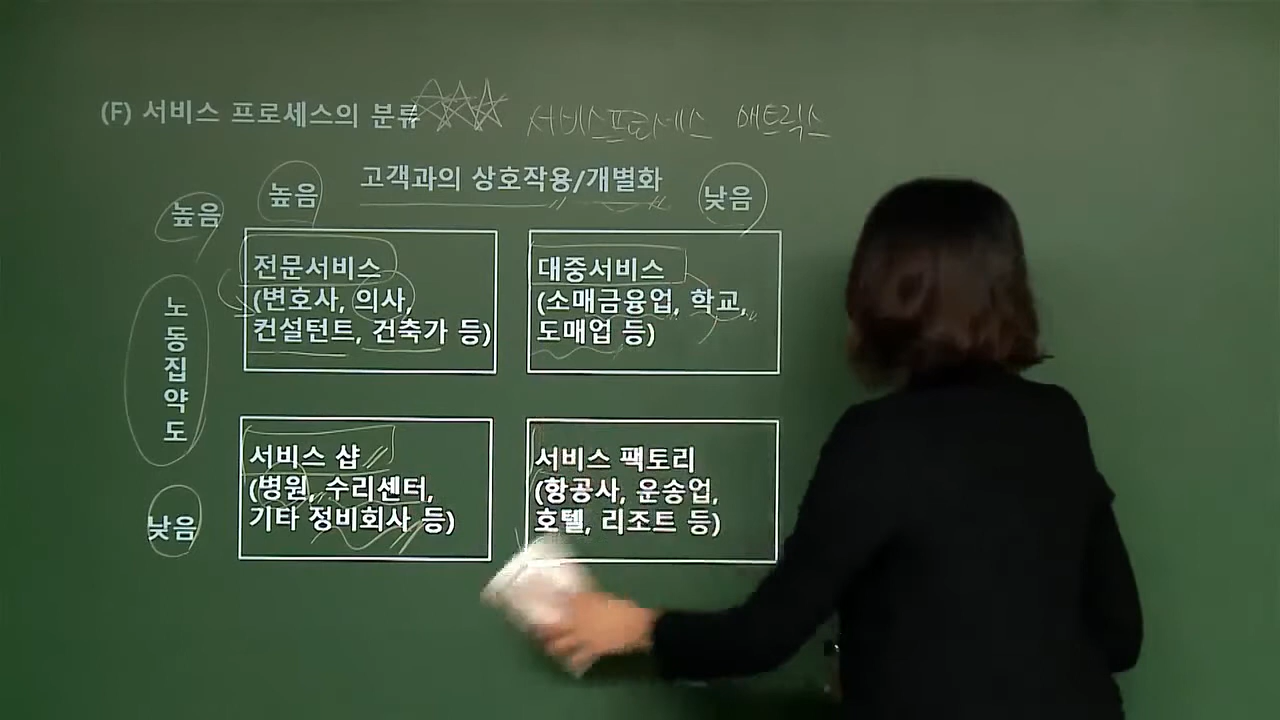 (F) 서비스 프로세스의 분류 서비스프로세스 매트릭스
고객과의 상호작용/개별화
높음
낮음
높음
노동집약도
낮음
전문서비스
(변호사, 의사,
컨설턴트, 건축가 등)
대중서비스
(소매금융업, 학교,
도매업 등)
서비스 샵
(병원, 수리센터,
기타 정비회사 등)
서비스 팩토리
(항공사, 운송업,
호텔, 리조트 등)